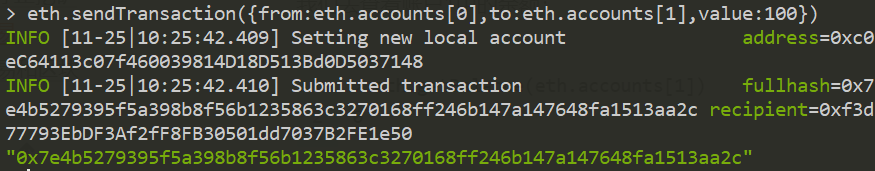 > eth.sendTransaction({from:eth.accounts[0],to:eth.accounts[1],value:100})
INFO [11-25|10:25:42.409] Setting new local account address=0xc0
eC64113c07f460039814D18D513Bd0D5037148
INFO [11-25|10:25:42.410] Submitted transaction fullhash=0x7
e4b5279395f5a398b8f56b1235863c3270168ff246b147a147648fa1513aa2c recipient=0xf3d
77793EbDF3Af2fF8FB30501dd7037B2FE1e50
"0x7e4b5279395f5a398b8f56b1235863c3270168ff246b147a147648fa1513aa2c"